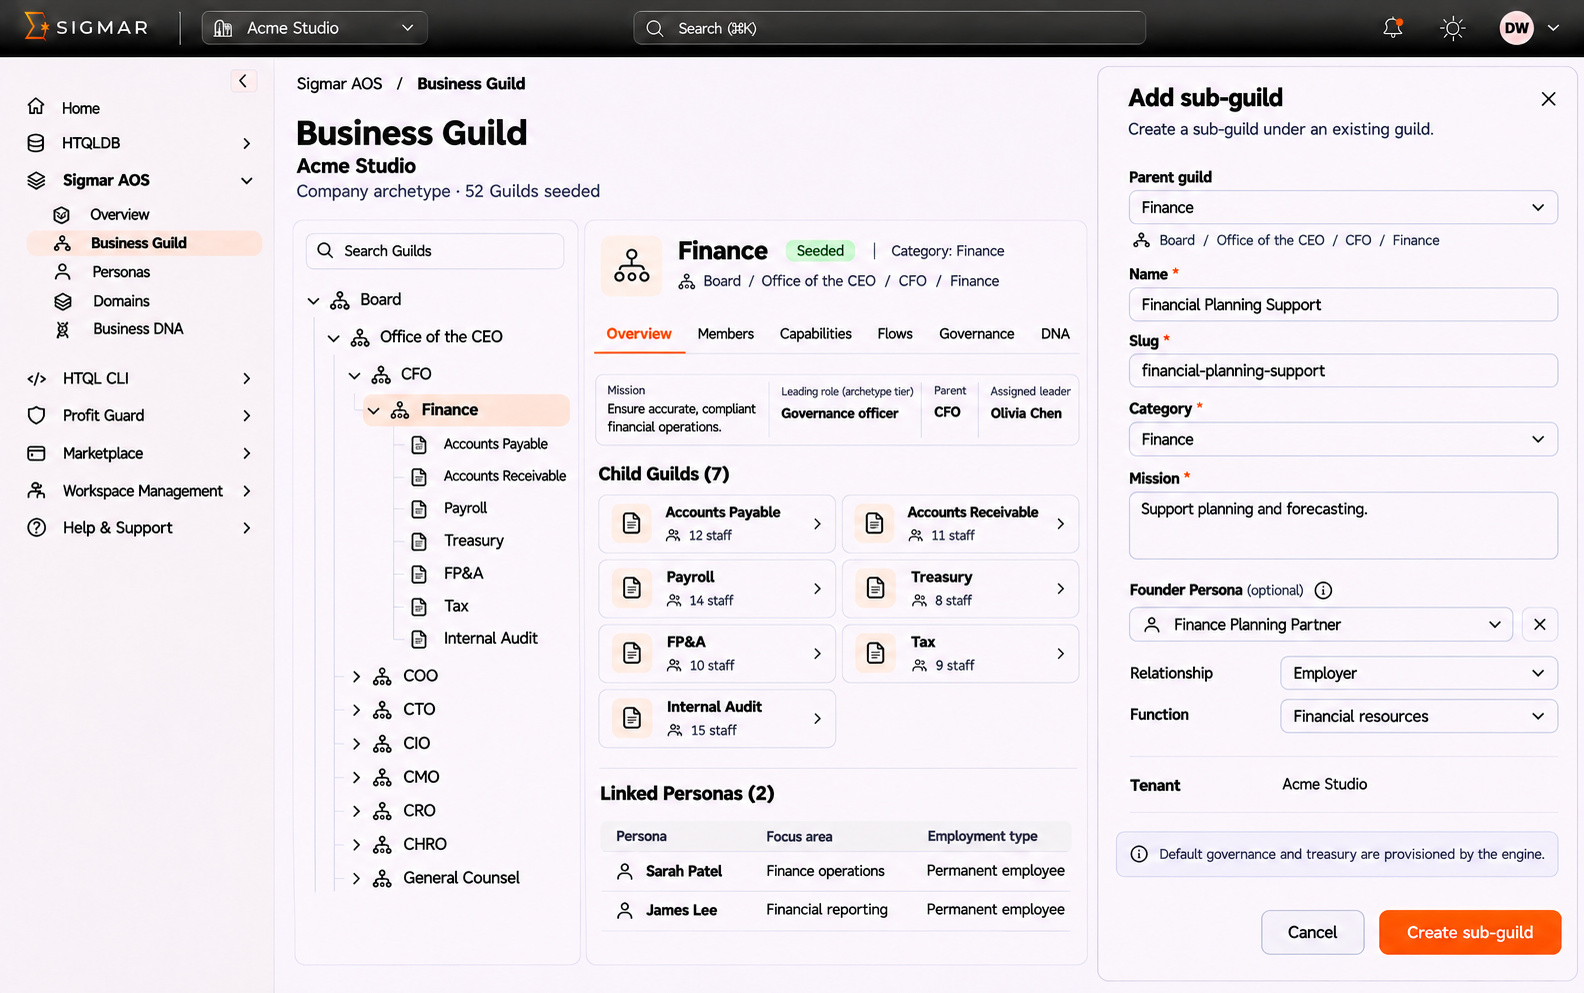 SIGMAR
Acme Studio
Search (⌘K)
DW
Home
HTQLDB
Sigmar AOS
Overview
Business Guild
Personas
Domains
Business DNA
HTQL CLI
Profit Guard
Marketplace
Workspace Management
Help & Support
Sigmar AOS / Business Guild
Business Guild
Acme Studio
Company archetype · 52 Guilds seeded
Search Guilds
Board
Office of the CEO
CFO
Finance
Accounts Payable
Accounts Receivable
Payroll
Treasury
FP&A
Tax
Internal Audit
COO
CTO
CIO
CMO
CRO
CHRO
General Counsel
Finance Seeded | Category: Finance
Board / Office of the CEO / CFO / Finance
Overview Members Capabilities Flows Governance DNA
Mission
Ensure accurate, compliant
financial operations.
Leading role (archetype tier)
Governance officer
Parent
CFO
Assigned leader
Olivia Chen
Child Guilds (7)
Accounts Payable
12 staff
Accounts Receivable
11 staff
Payroll
14 staff
Treasury
8 staff
FP&A
10 staff
Tax
9 staff
Internal Audit
15 staff
Linked Personas (2)
Persona Focus area Employment type
Sarah Patel Finance operations Permanent employee
James Lee Financial reporting Permanent employee
Add sub-guild
Create a sub-guild under an existing guild.
Parent guild
Finance
Board / Office of the CEO / CFO / Finance
Name *
Financial Planning Support
Slug *
financial-planning-support
Category *
Finance
Mission *
Support planning and forecasting.
Founder Persona (optional)
Finance Planning Partner
Relationship Employer
Function Financial resources
Tenant Acme Studio
Default governance and treasury are provisioned by the engine.
Cancel Create sub-guild